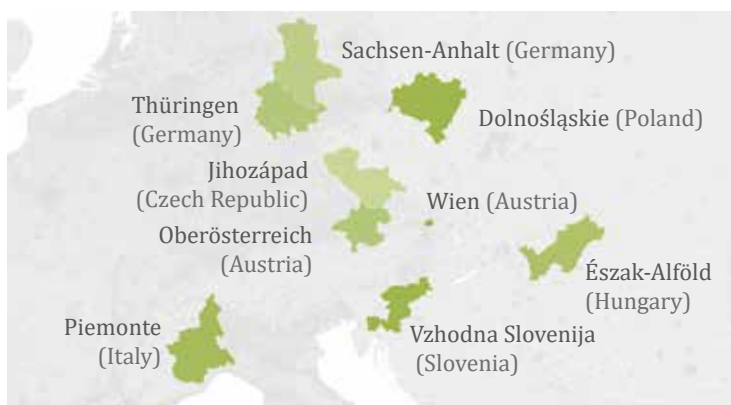 Sachsen-Anhalt (Germany)
Thüringen
(Germany)
Dolnośląskie (Poland)
Jihozápad
(Czech Republic)
Wien (Austria)
Oberösterreich
(Austria)
Észak-Alföld
(Hungary)
Piemonte
(Italy)
Vzhodna Slovenija
(Slovenia)